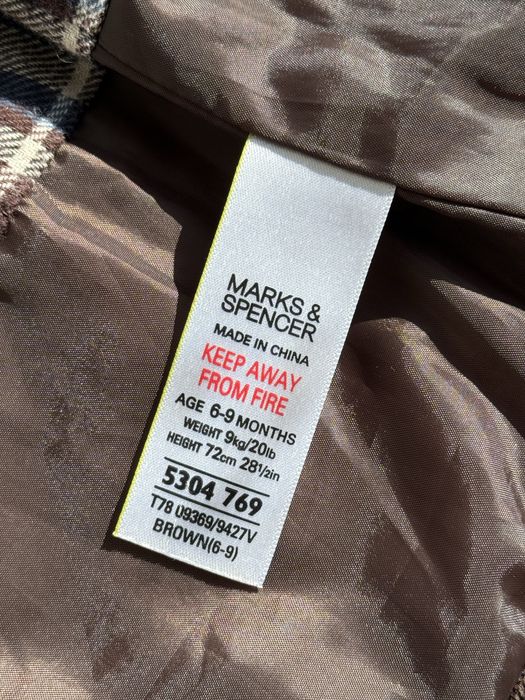 MARKS &
SPENCER
MADE IN CHINA
KEEP AWAY
FROM FIRE
AGE 6-9 MONTHS
WEIGHT 9kg/20lb
HEIGHT 72cm 28½in
5304 769
T78 U9369/9427V
BROWN(6-9)